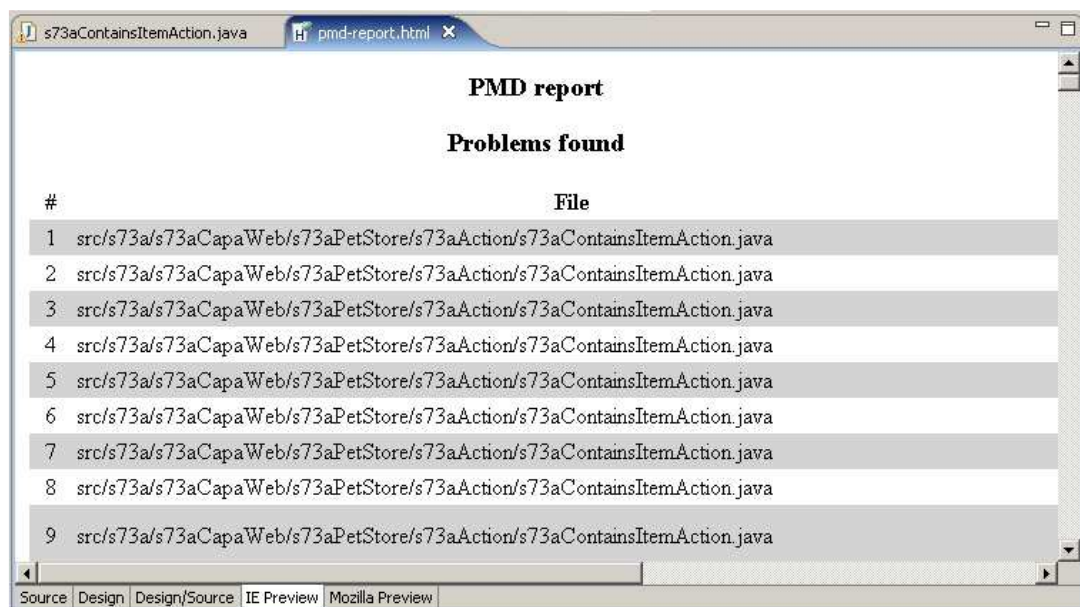 s73aContainsItemAction.java pmd-report.html
PMD report
Problems found
# File
1 src/s73a/s73aCapaWeb/s73aPetStore/s73aAction/s73aContainsItemAction.java
2 src/s73a/s73aCapaWeb/s73aPetStore/s73aAction/s73aContainsItemAction.java
3 src/s73a/s73aCapaWeb/s73aPetStore/s73aAction/s73aContainsItemAction.java
4 src/s73a/s73aCapaWeb/s73aPetStore/s73aAction/s73aContainsItemAction.java
5 src/s73a/s73aCapaWeb/s73aPetStore/s73aAction/s73aContainsItemAction.java
6 src/s73a/s73aCapaWeb/s73aPetStore/s73aAction/s73aContainsItemAction.java
7 src/s73a/s73aCapaWeb/s73aPetStore/s73aAction/s73aContainsItemAction.java
8 src/s73a/s73aCapaWeb/s73aPetStore/s73aAction/s73aContainsItemAction.java
9 src/s73a/s73aCapaWeb/s73aPetStore/s73aAction/s73aContainsItemAction.java
Source Design Design/Source IE Preview Mozilla Preview